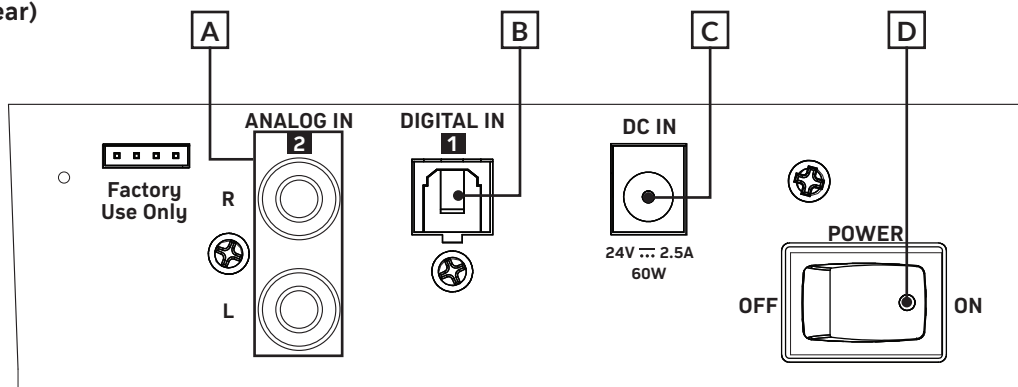 ear)
A
B
C
D
ANALOG IN
2
DIGITAL IN
1
DC IN
Factory
Use Only
R
L
24V ⎓ 2.5A
60W
POWER
OFF
ON